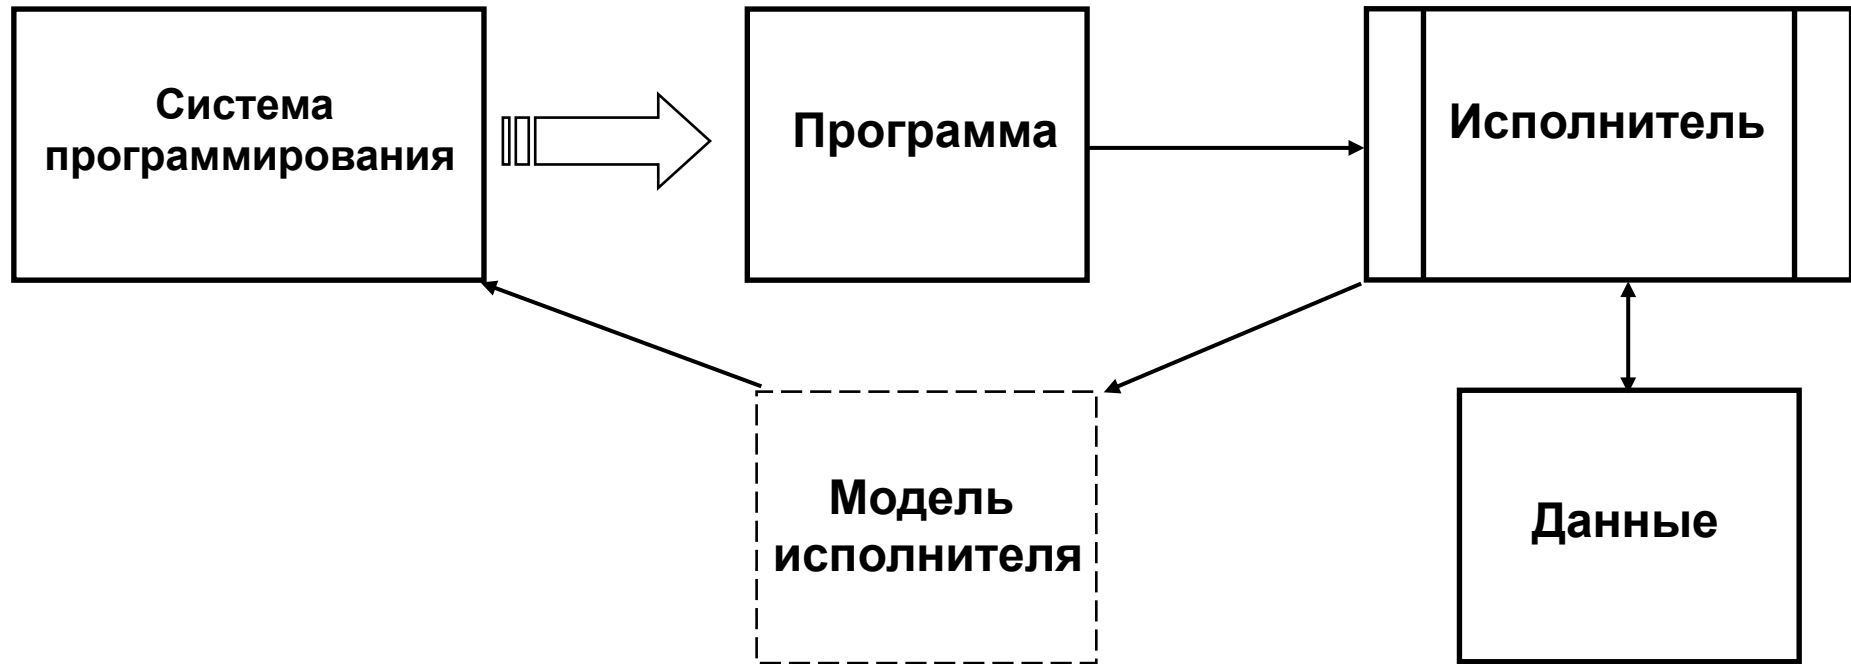 Система
программирования
Программа
Исполнитель
Модель
исполнителя
Данные